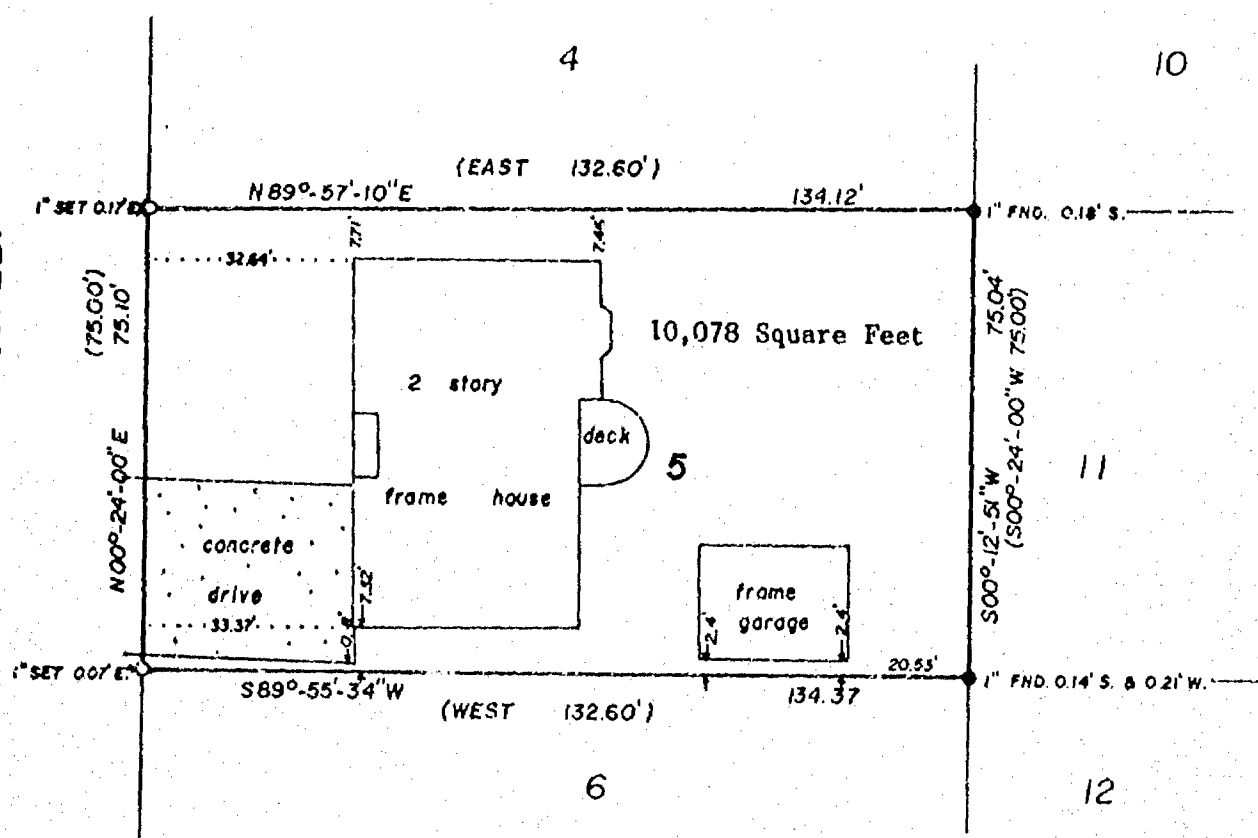 4
10
(EAST 132.60')
N89°-57'-10"E
134.12'
1" SET 0.17' E.
1" FND. 0.18' S.
7.71'
7.46'
32.64'
(75.00')
75.10'
75.04'
(S00°-24'-00"W 75.00')
10,078 Square Feet
2 story
deck
5
11
N00°-24'-00"E
S00°-12'-51"W
frame house
concrete
drive
7.32'
33.37'
frame
garage
2.4'
2.4'
20.53'
1" SET 0.07' E.
1" FND. 0.14' S. & 0.21' W.
S89°-55'-34"W
134.37
(WEST 132.60')
6
12